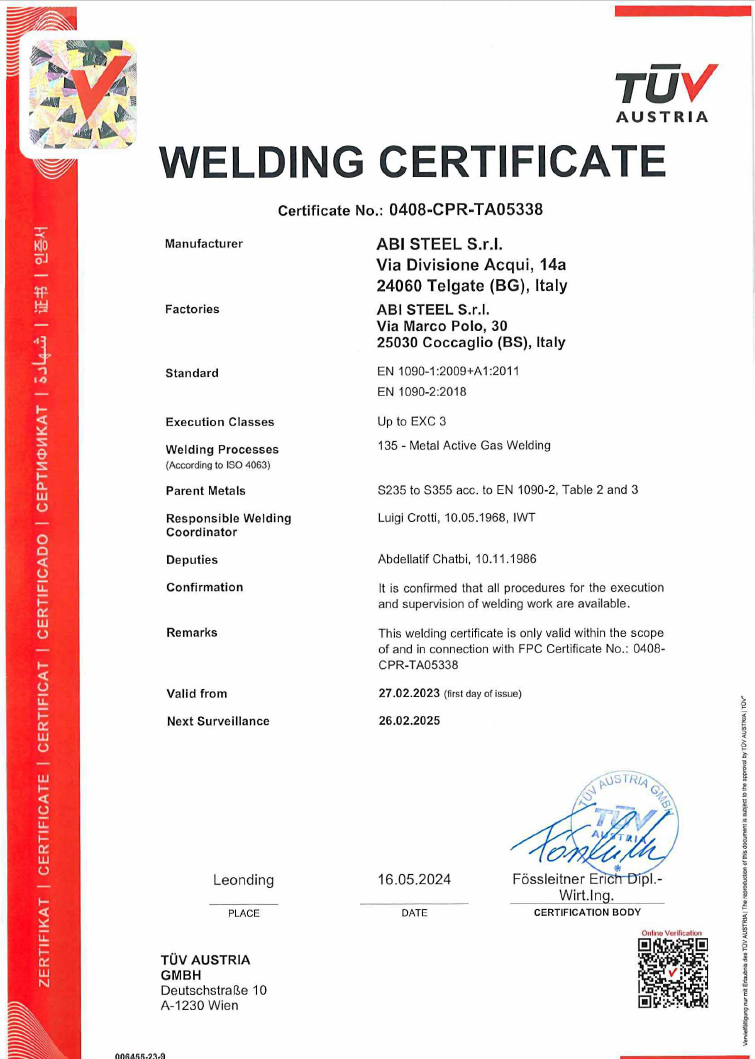 TÜV
AUSTRIA
WELDING CERTIFICATE
Certificate No.: 0408-CPR-TA05338
Manufacturer
ABI STEEL S.r.l.
Via Divisione Acqui, 14a
24060 Telgate (BG), Italy
Factories
ABI STEEL S.r.l.
Via Marco Polo, 30
25030 Coccaglio (BS), Italy
Standard
EN 1090-1:2009+A1:2011
EN 1090-2:2018
Execution Classes
Up to EXC 3
Welding Processes
(According to ISO 4063)
135 - Metal Active Gas Welding
Parent Metals
S235 to S355 acc. to EN 1090-2, Table 2 and 3
Responsible Welding
Coordinator
Luigi Crotti, 10.05.1968, IWT
Deputies
Abdellatif Chatbi, 10.11.1986
Confirmation
It is confirmed that all procedures for the execution
and supervision of welding work are available.
Remarks
This welding certificate is only valid within the scope
of and in connection with FPC Certificate No.: 0408-
CPR-TA05338
Valid from
27.02.2023 (first day of issue)
Next Surveillance
26.02.2025
TÜV AUSTRIA GMBH
TÜV
AUSTRIA
Leonding
PLACE
16.05.2024
DATE
Fössleitner Erich Dipl.-
Wirt.Ing.
CERTIFICATION BODY
Online Verification
TÜV AUSTRIA
GMBH
Deutschstraße 10
A-1230 Wien
006455-23-9
ZERTIFIKAT | CERTIFICATE | CERTIFICAT | CERTIFICADO | СЕРТИФИКАТ | شهادة | 证书 | 인증서
Vervielfältigung nur mit Erlaubnis des TÜV AUSTRIA | The reproduction of this document is subject to the approval by TÜV AUSTRIA | TÜV®